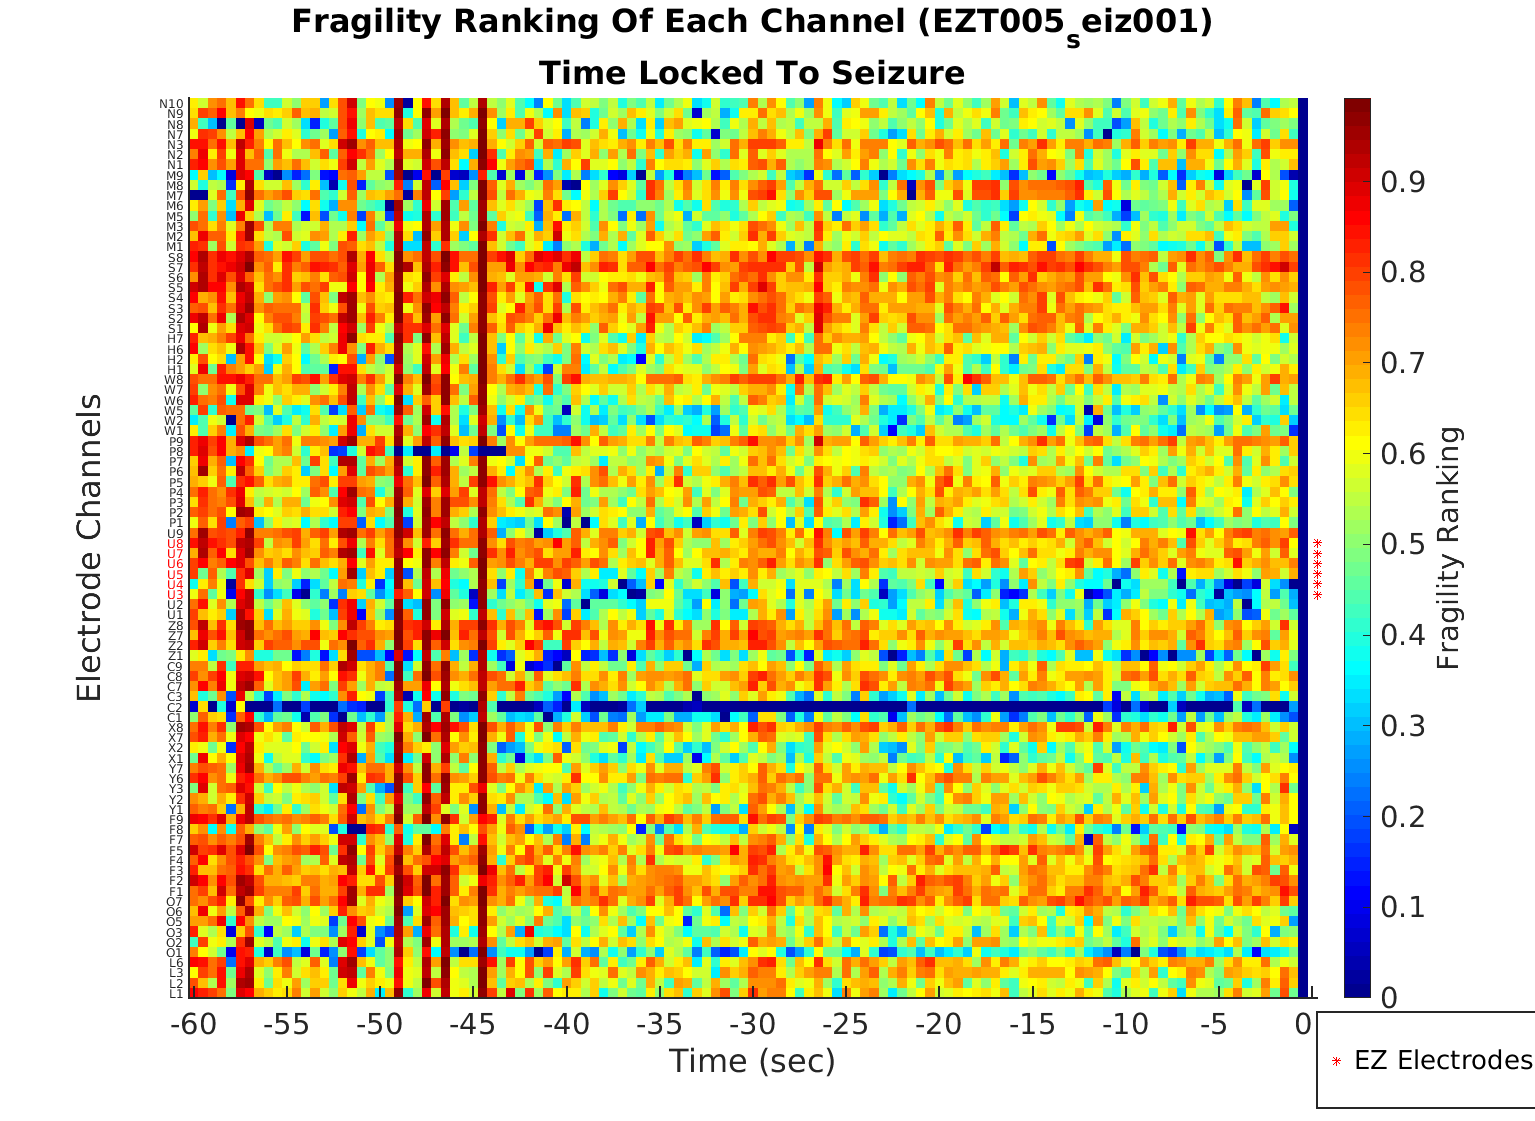 Fragility Ranking Of Each Channel (EZT005seiz001)
Time Locked To Seizure
Electrode Channels
N10
N9
N8
N7
N3
N2
N1
M9
M8
M7
M6
M5
M3
M2
M1
S8
S7
S6
S5
S4
S3
S2
S1
H7
H6
H2
H1
W8
W7
W6
W5
W2
W1
P9
P8
P7
P6
P5
P4
P3
P2
P1
U9
U8
U7
U6
U5
U4
U3
U2
U1
Z8
Z7
Z2
Z1
C9
C8
C7
C3
C2
C1
X8
X7
X2
X1
Y7
Y6
Y3
Y2
Y1
F9
F8
F7
F5
F4
F3
F2
F1
O7
O6
O5
O3
O2
O1
L6
L3
L2
L1
-60 -55 -50 -45 -40 -35 -30 -25 -20 -15 -10 -5 0
Time (sec)
0.9
0.8
0.7
0.6
0.5
0.4
0.3
0.2
0.1
0
Fragility Ranking
EZ Electrodes